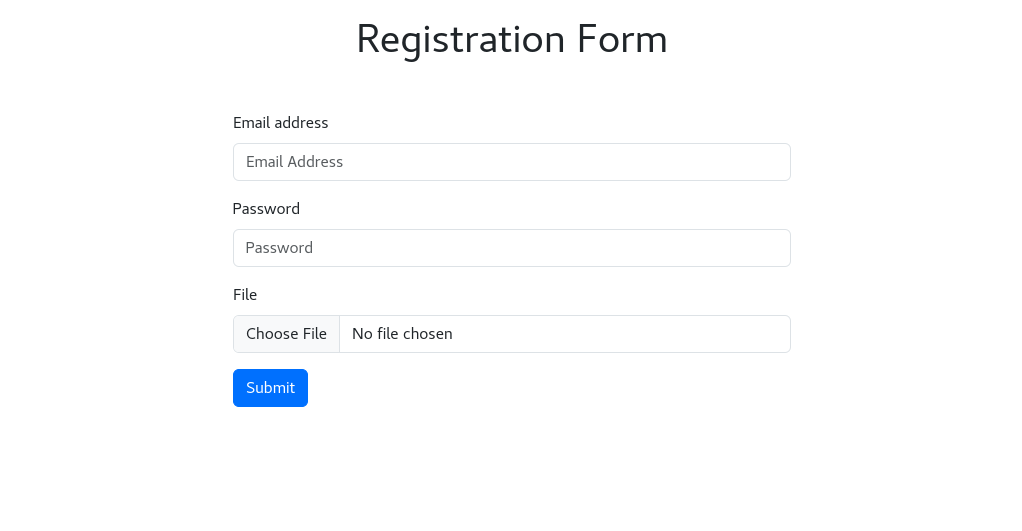 Registration Form
Email address
Email Address
Password
Password
File
Choose File No file chosen
Submit